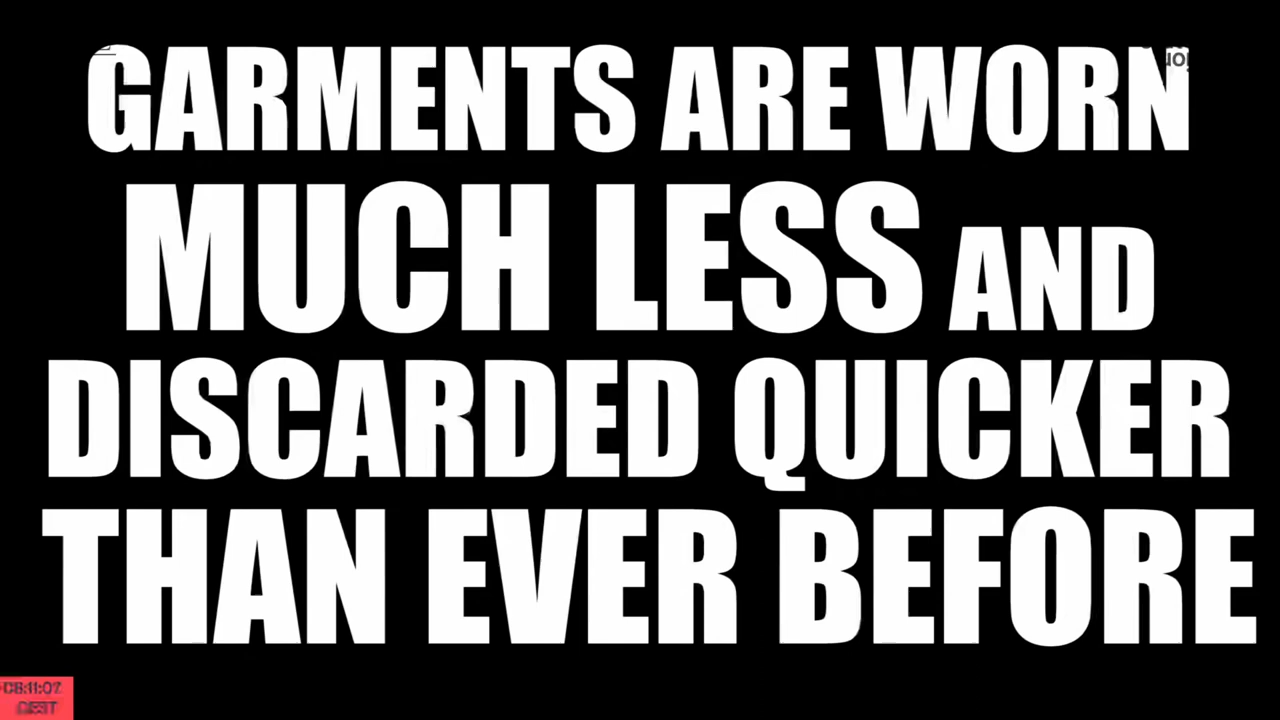 GARMENTS ARE WORN
MUCH LESS AND
DISCARDED QUICKER
THAN EVER BEFORE